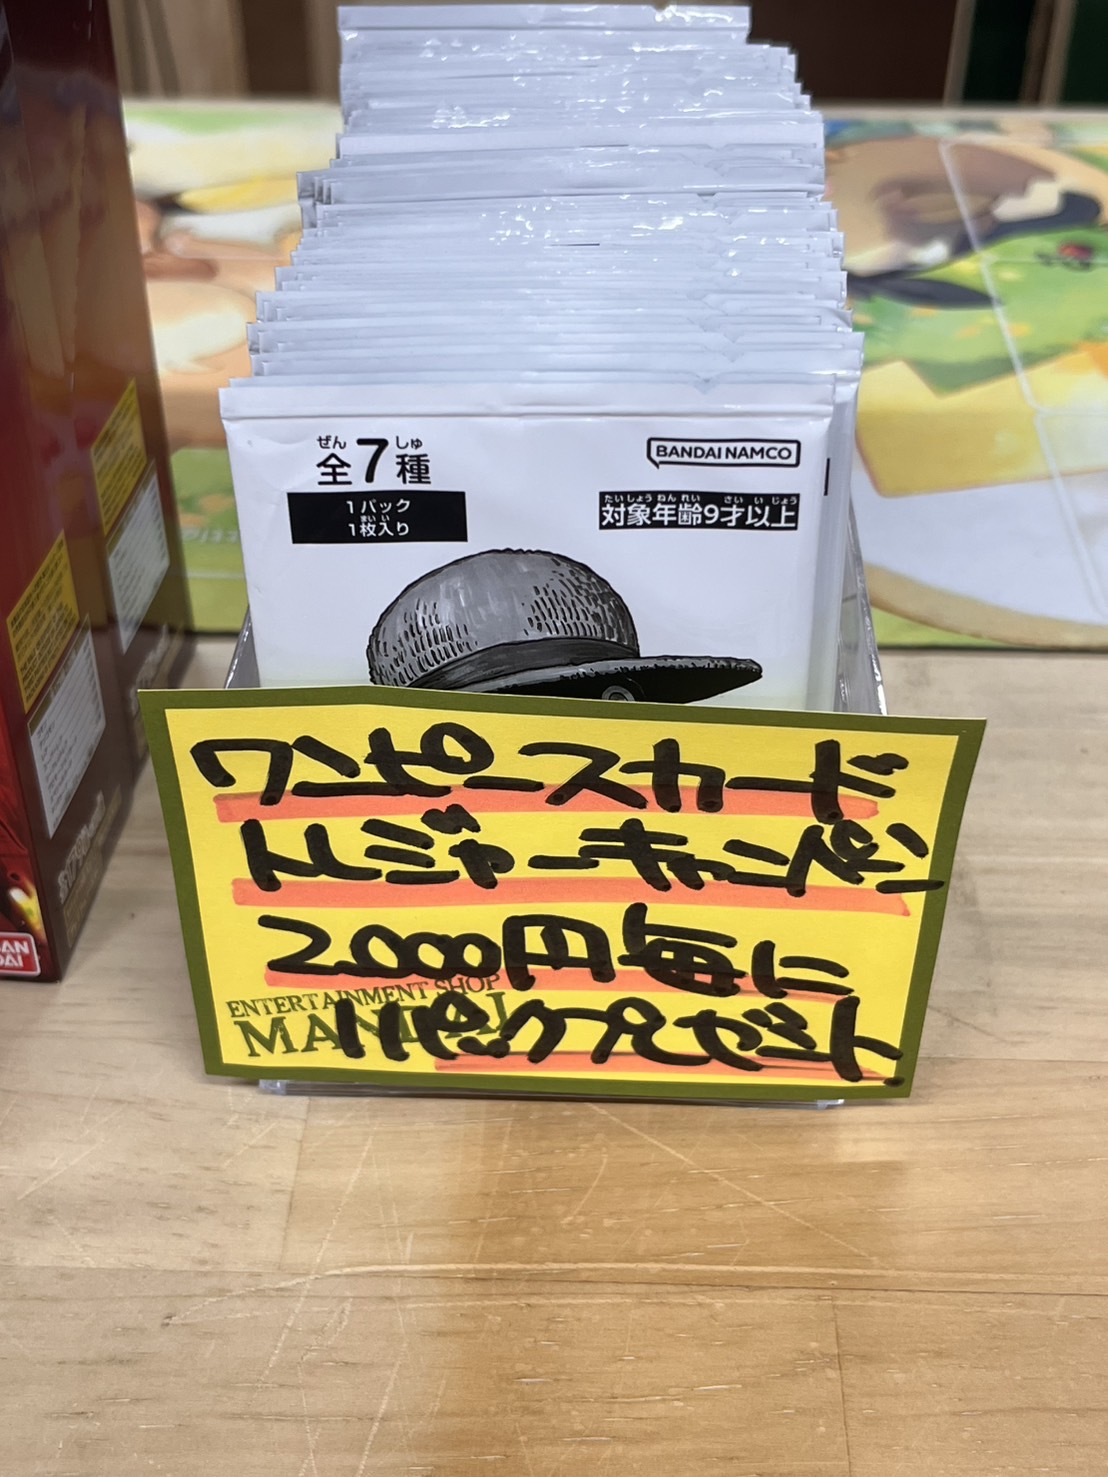 ぜん しゅ
全7種
1パック
まい い
1枚入り
BANDAI NAMCO
たいしょうねんれい さい いじょう
対象年齢9才以上
ワンピースカード
トレジャーキャンペーン
2000円毎に
ENTERTAINMENT SHOP
MANDAI
1パックプレゼント
BANDAI